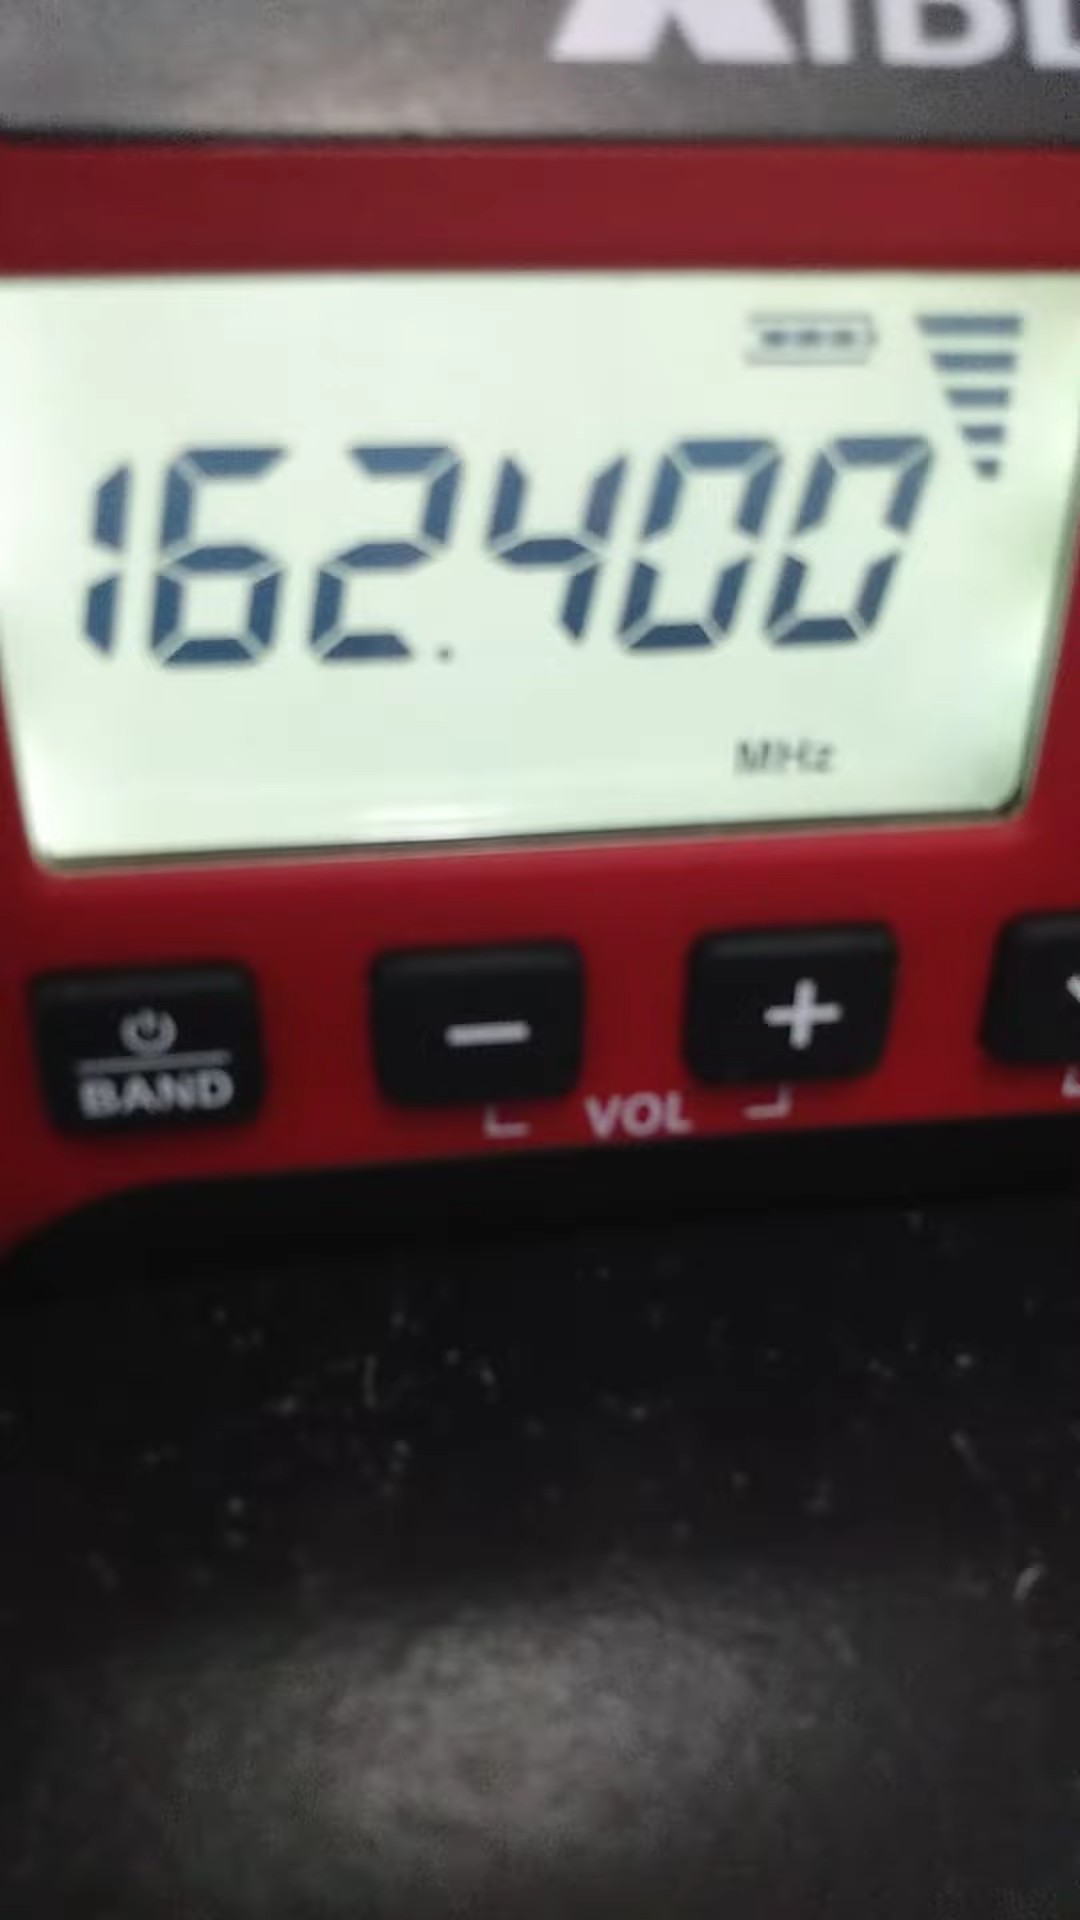 162.400
MHz
BAND
− +
VOL